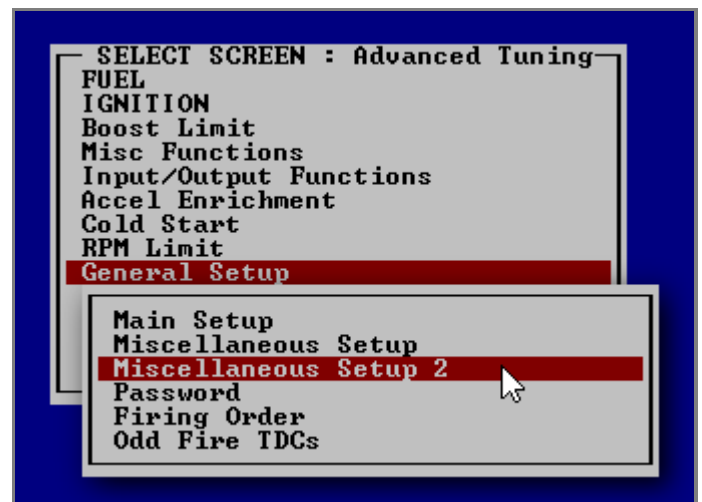 SELECT SCREEN : Advanced Tuning
FUEL
IGNITION
Boost Limit
Misc Functions
Input/Output Functions
Accel Enrichment
Cold Start
RPM Limit
General Setup
Main Setup
Miscellaneous Setup
Miscellaneous Setup 2
Password
Firing Order
Odd Fire TDCs